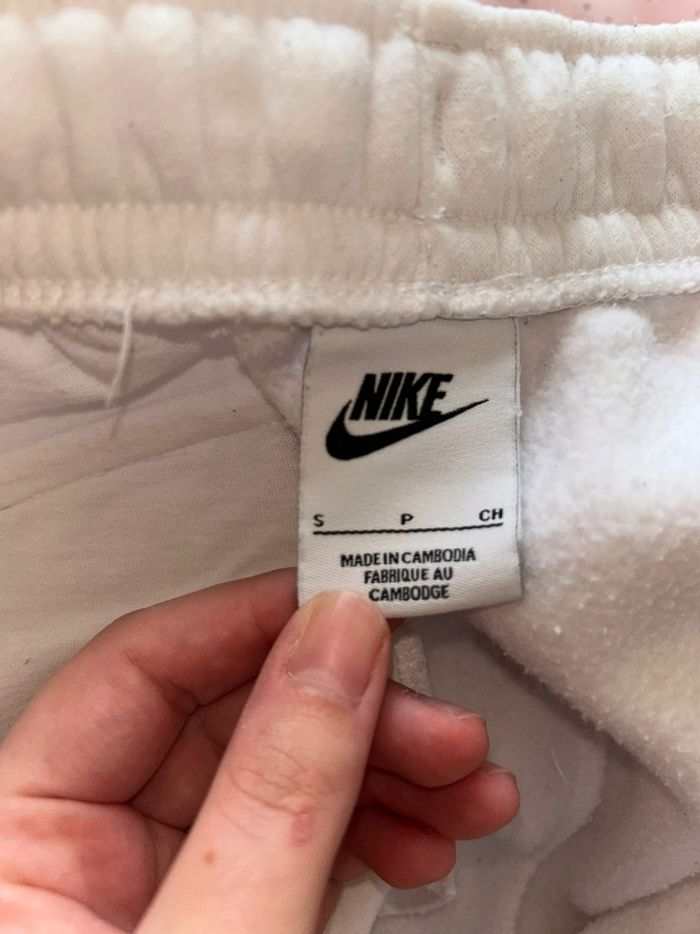 NIKE
S P CH
MADE IN CAMBODIA
FABRIQUE AU
CAMBODGE